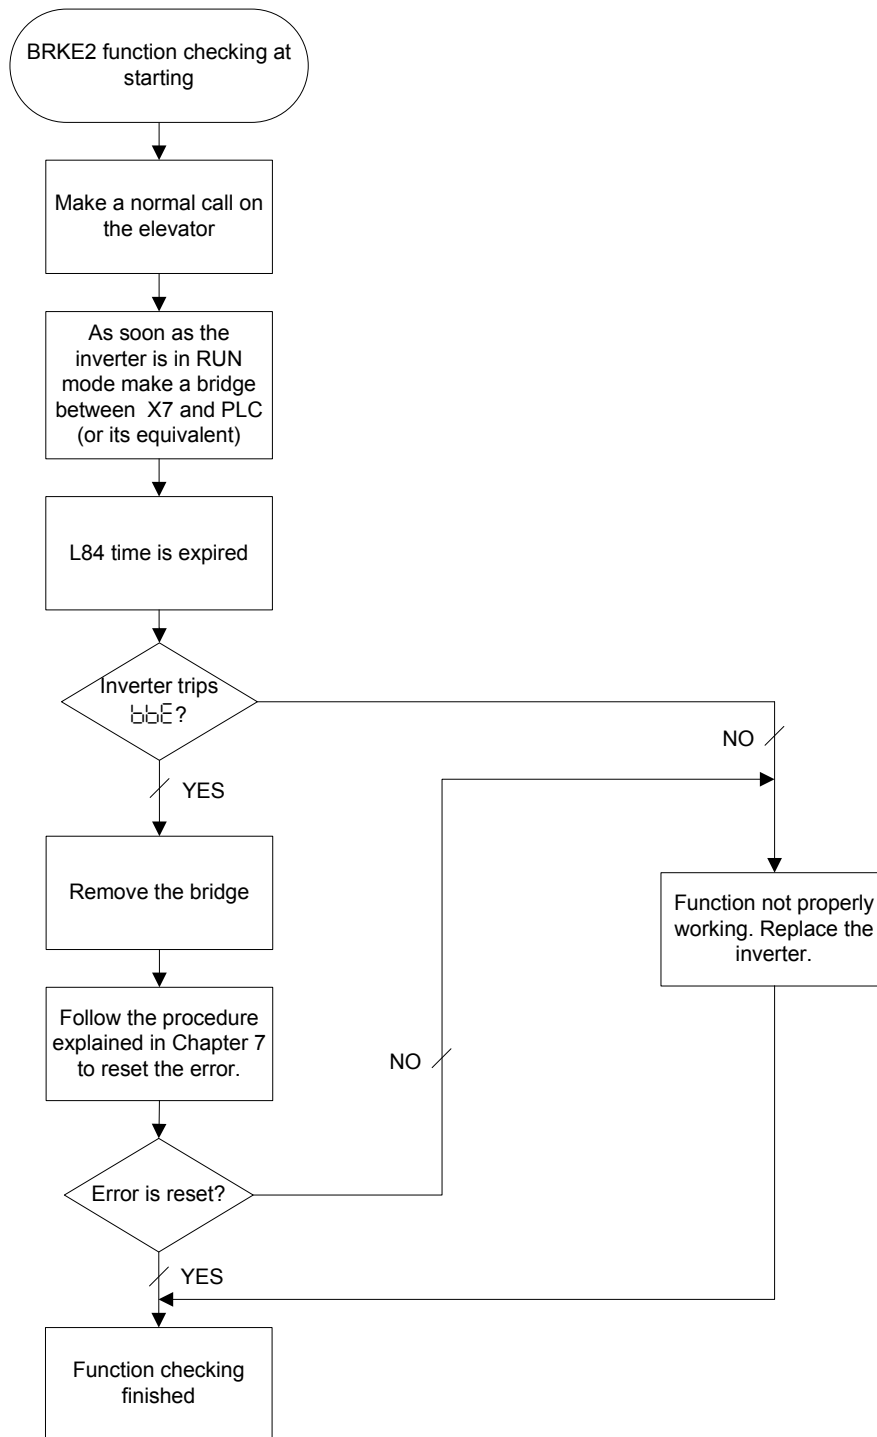 BRKE2 function checking at
starting
Make a normal call on
the elevator
As soon as the
inverter is in RUN
mode make a bridge
between X7 and PLC
(or its equivalent)
L84 time is expired
Inverter trips
bbE?
NO
YES
Remove the bridge
Function not properly
working. Replace the
inverter.
Follow the procedure
explained in Chapter 7
to reset the error.
NO
Error is reset?
YES
Function checking
finished